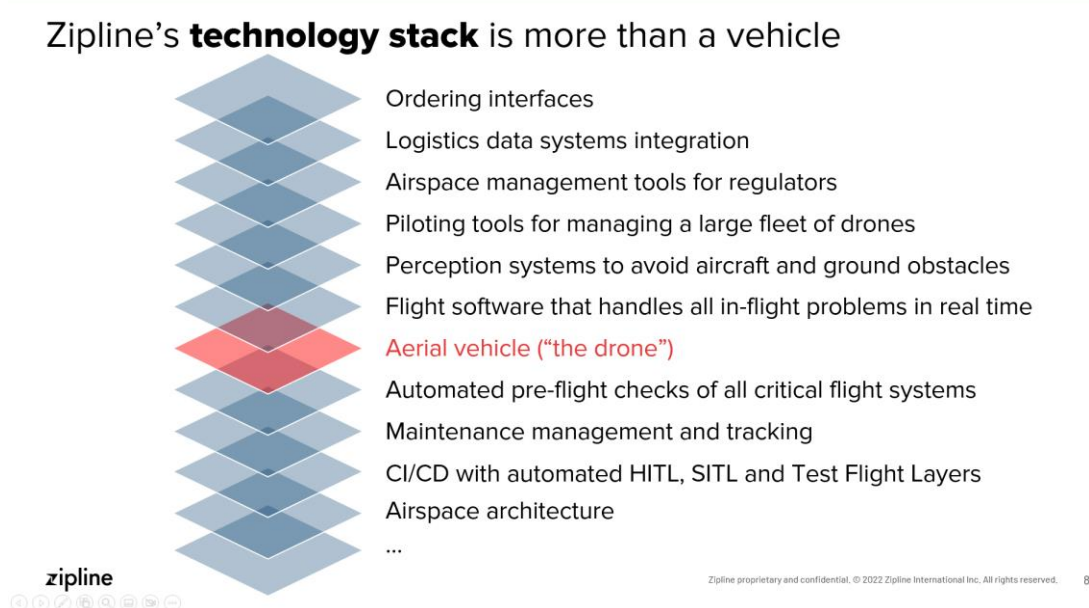 Zipline’s technology stack is more than a vehicle
Ordering interfaces
Logistics data systems integration
Airspace management tools for regulators
Piloting tools for managing a large fleet of drones
Perception systems to avoid aircraft and ground obstacles
Flight software that handles all in-flight problems in real time
Aerial vehicle (“the drone”)
Automated pre-flight checks of all critical flight systems
Maintenance management and tracking
CI/CD with automated HITL, SITL and Test Flight Layers
Airspace architecture
...
zipline
Zipline proprietary and confidential. © 2022 Zipline International Inc. All rights reserved. 8